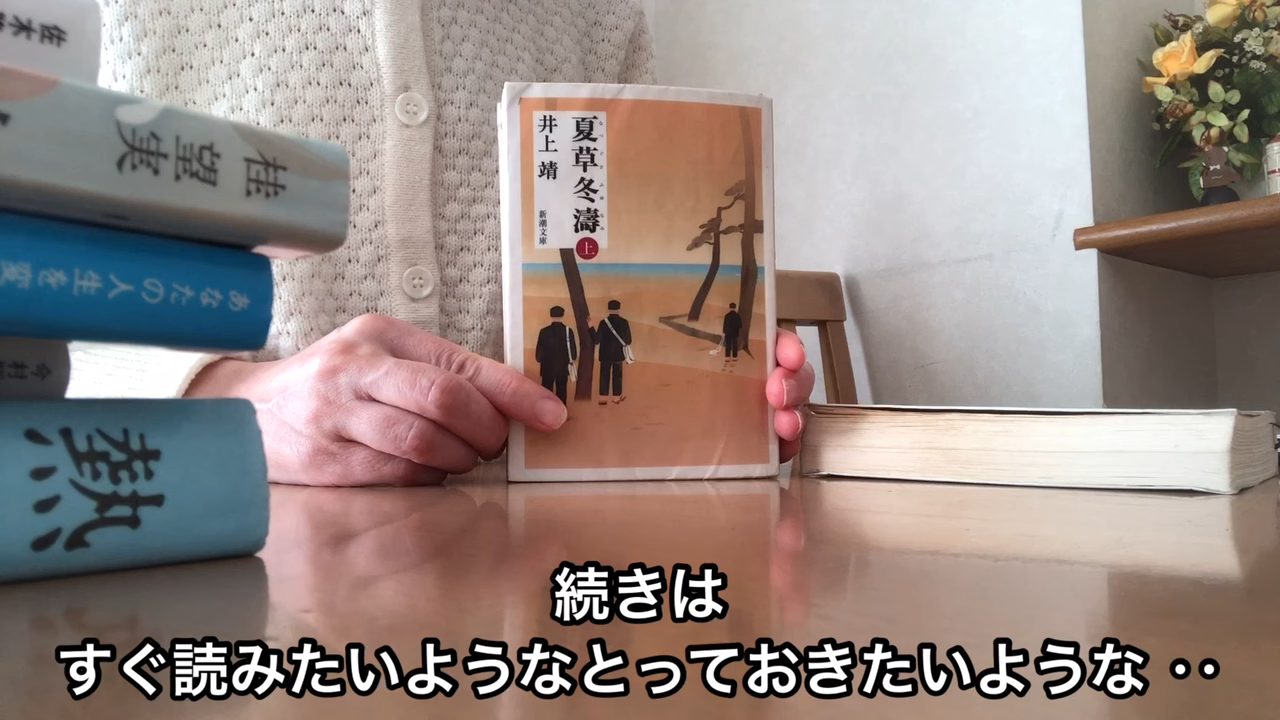 佐木
桂望実
あなたの人生を変
今村
熱
夏草冬濤
上
井上 靖
新潮文庫
続きは
すぐ読みたいようなとっておきたいような ‥